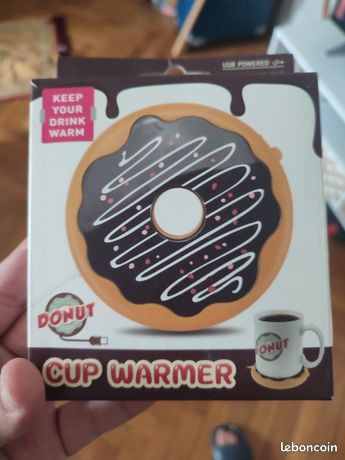 USB POWERED
KEEP
YOUR
DRINK
WARM
DONUT
DONUT
CUP WARMER
leboncoin